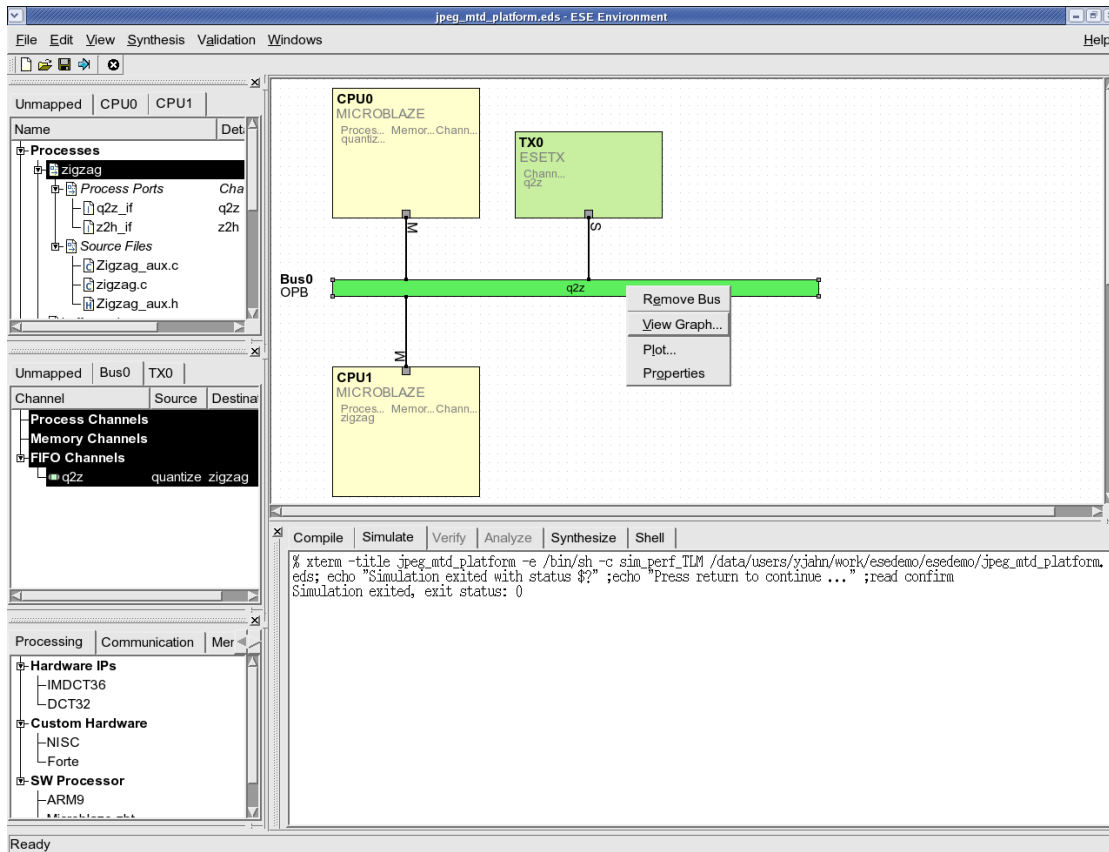 jpeg_mtd_platform.eds - ESE Environment
File Edit View Synthesis Validation Windows Help
Unmapped CPU0 CPU1
Name Det
Processes
zigzag
Process Ports Cha
q2z_if q2z
z2h_if z2h
Source Files
Zigzag_aux.c
zigzag.c
Zigzag_aux.h
Unmapped Bus0 TX0
Channel Source Destina
Process Channels
Memory Channels
FIFO Channels
q2z quantize zigzag
Processing Communication Mer
Hardware IPs
IMDCT36
DCT32
Custom Hardware
NISC
Forte
SW Processor
ARM9
CPU0
MICROBLAZE
Proces... Memor... Chann...
quantiz...
M
TX0
ESETX
Chann...
q2z
S
Bus0
OPB
q2z
Remove Bus
View Graph...
Plot...
Properties
M
CPU1
MICROBLAZE
Proces... Memor... Chann...
zigzag
Compile Simulate Verify Analyze Synthesize Shell
% xterm -title jpeg_mtd_platform -e /bin/sh -c sim_perf_TLM /data/users/yjahn/work/esedemo/esedemo/jpeg_mtd_platform.
eds; echo "Simulation exited with status $?" ;echo "Press return to continue ..." ;read confirm
Simulation exited, exit status: 0
Ready